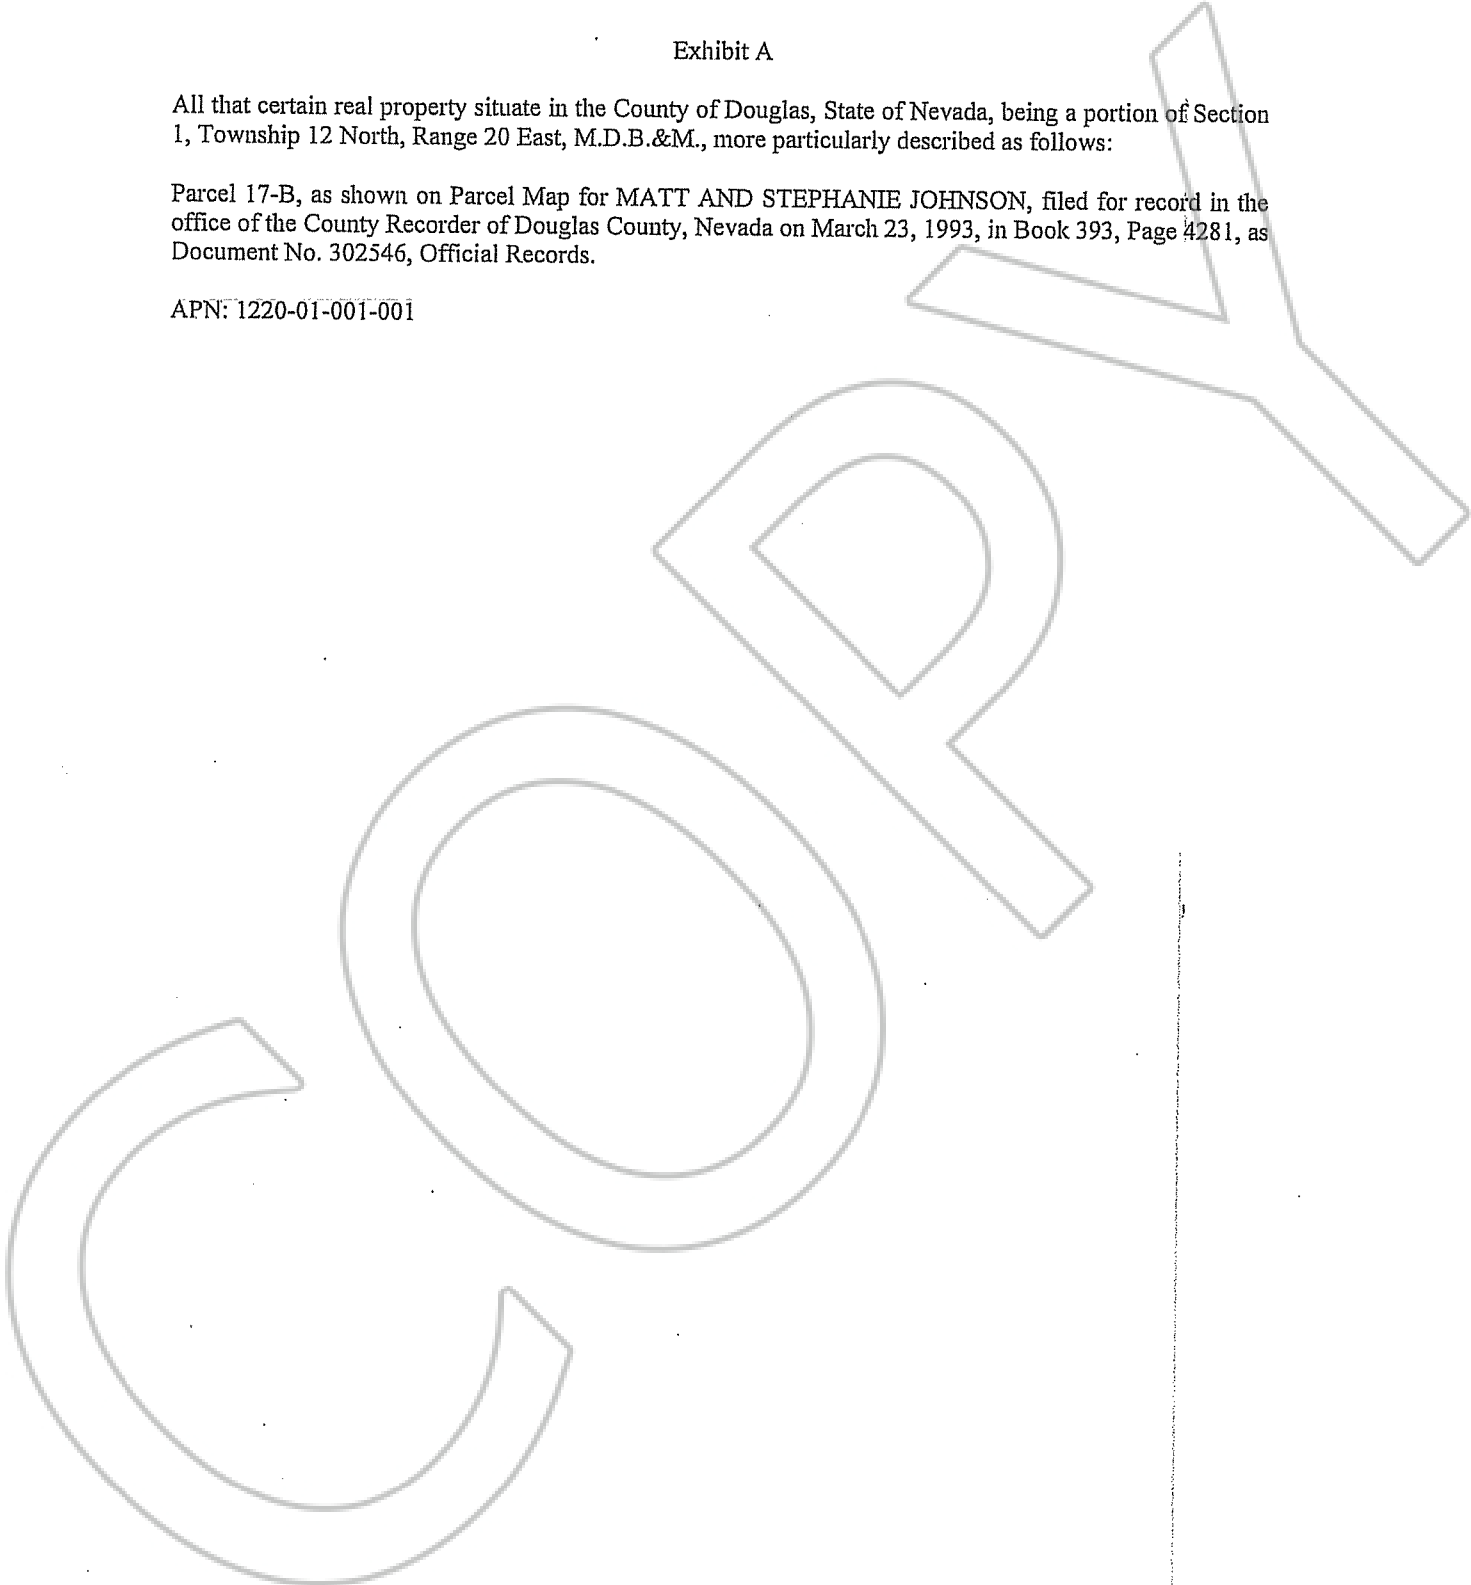 Exhibit A
All that certain real property situate in the County of Douglas, State of Nevada, being a portion of Section
1, Township 12 North, Range 20 East, M.D.B.&M., more particularly described as follows:
Parcel 17-B, as shown on Parcel Map for MATT AND STEPHANIE JOHNSON, filed for record in the
office of the County Recorder of Douglas County, Nevada on March 23, 1993, in Book 393, Page 4281, as
Document No. 302546, Official Records.
APN: 1220-01-001-001
COPY